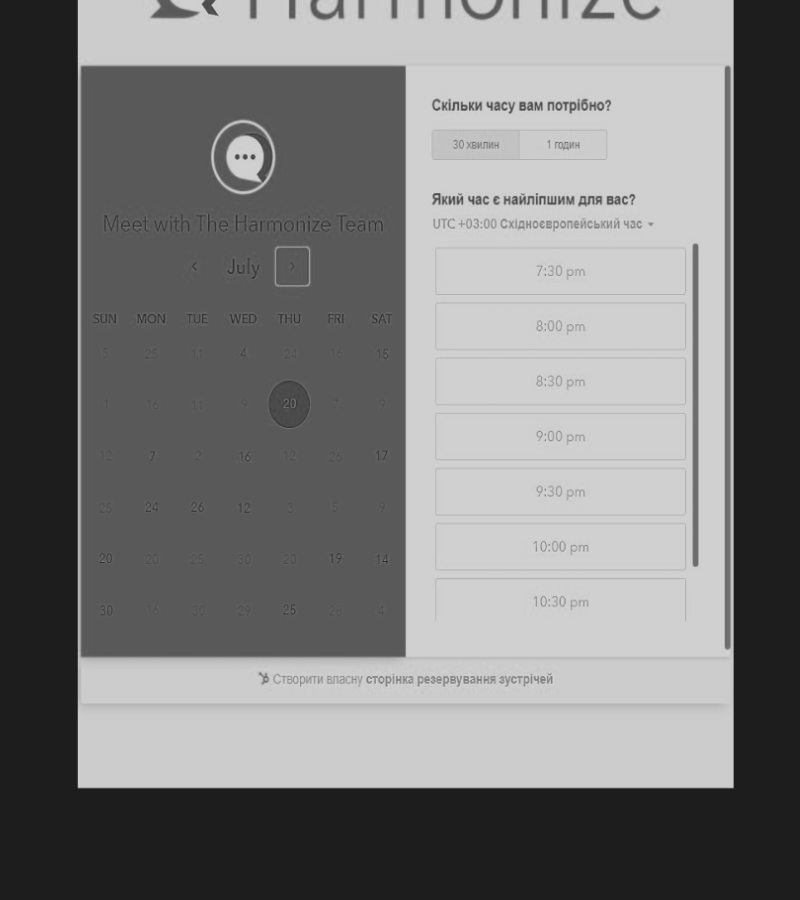 Harmonize
Meet with The Harmonize Team
July
SUN MON TUE WED THU FRI SAT
5 25 11 4 24 16 15
1 16 11 9 20 7 9
12 7 2 16 12 26 17
25 24 26 12 3 5 9
20 20 25 30 20 19 14
30 16 30 29 25 28 4
Скільки часу вам потрібно?
30 хвилин 1 годин
Який час є найліпшим для вас?
UTC +03:00 Східноєвропейський час
7:30 pm
8:00 pm
8:30 pm
9:00 pm
9:30 pm
10:00 pm
10:30 pm
Створити власну сторінка резервування зустрічей